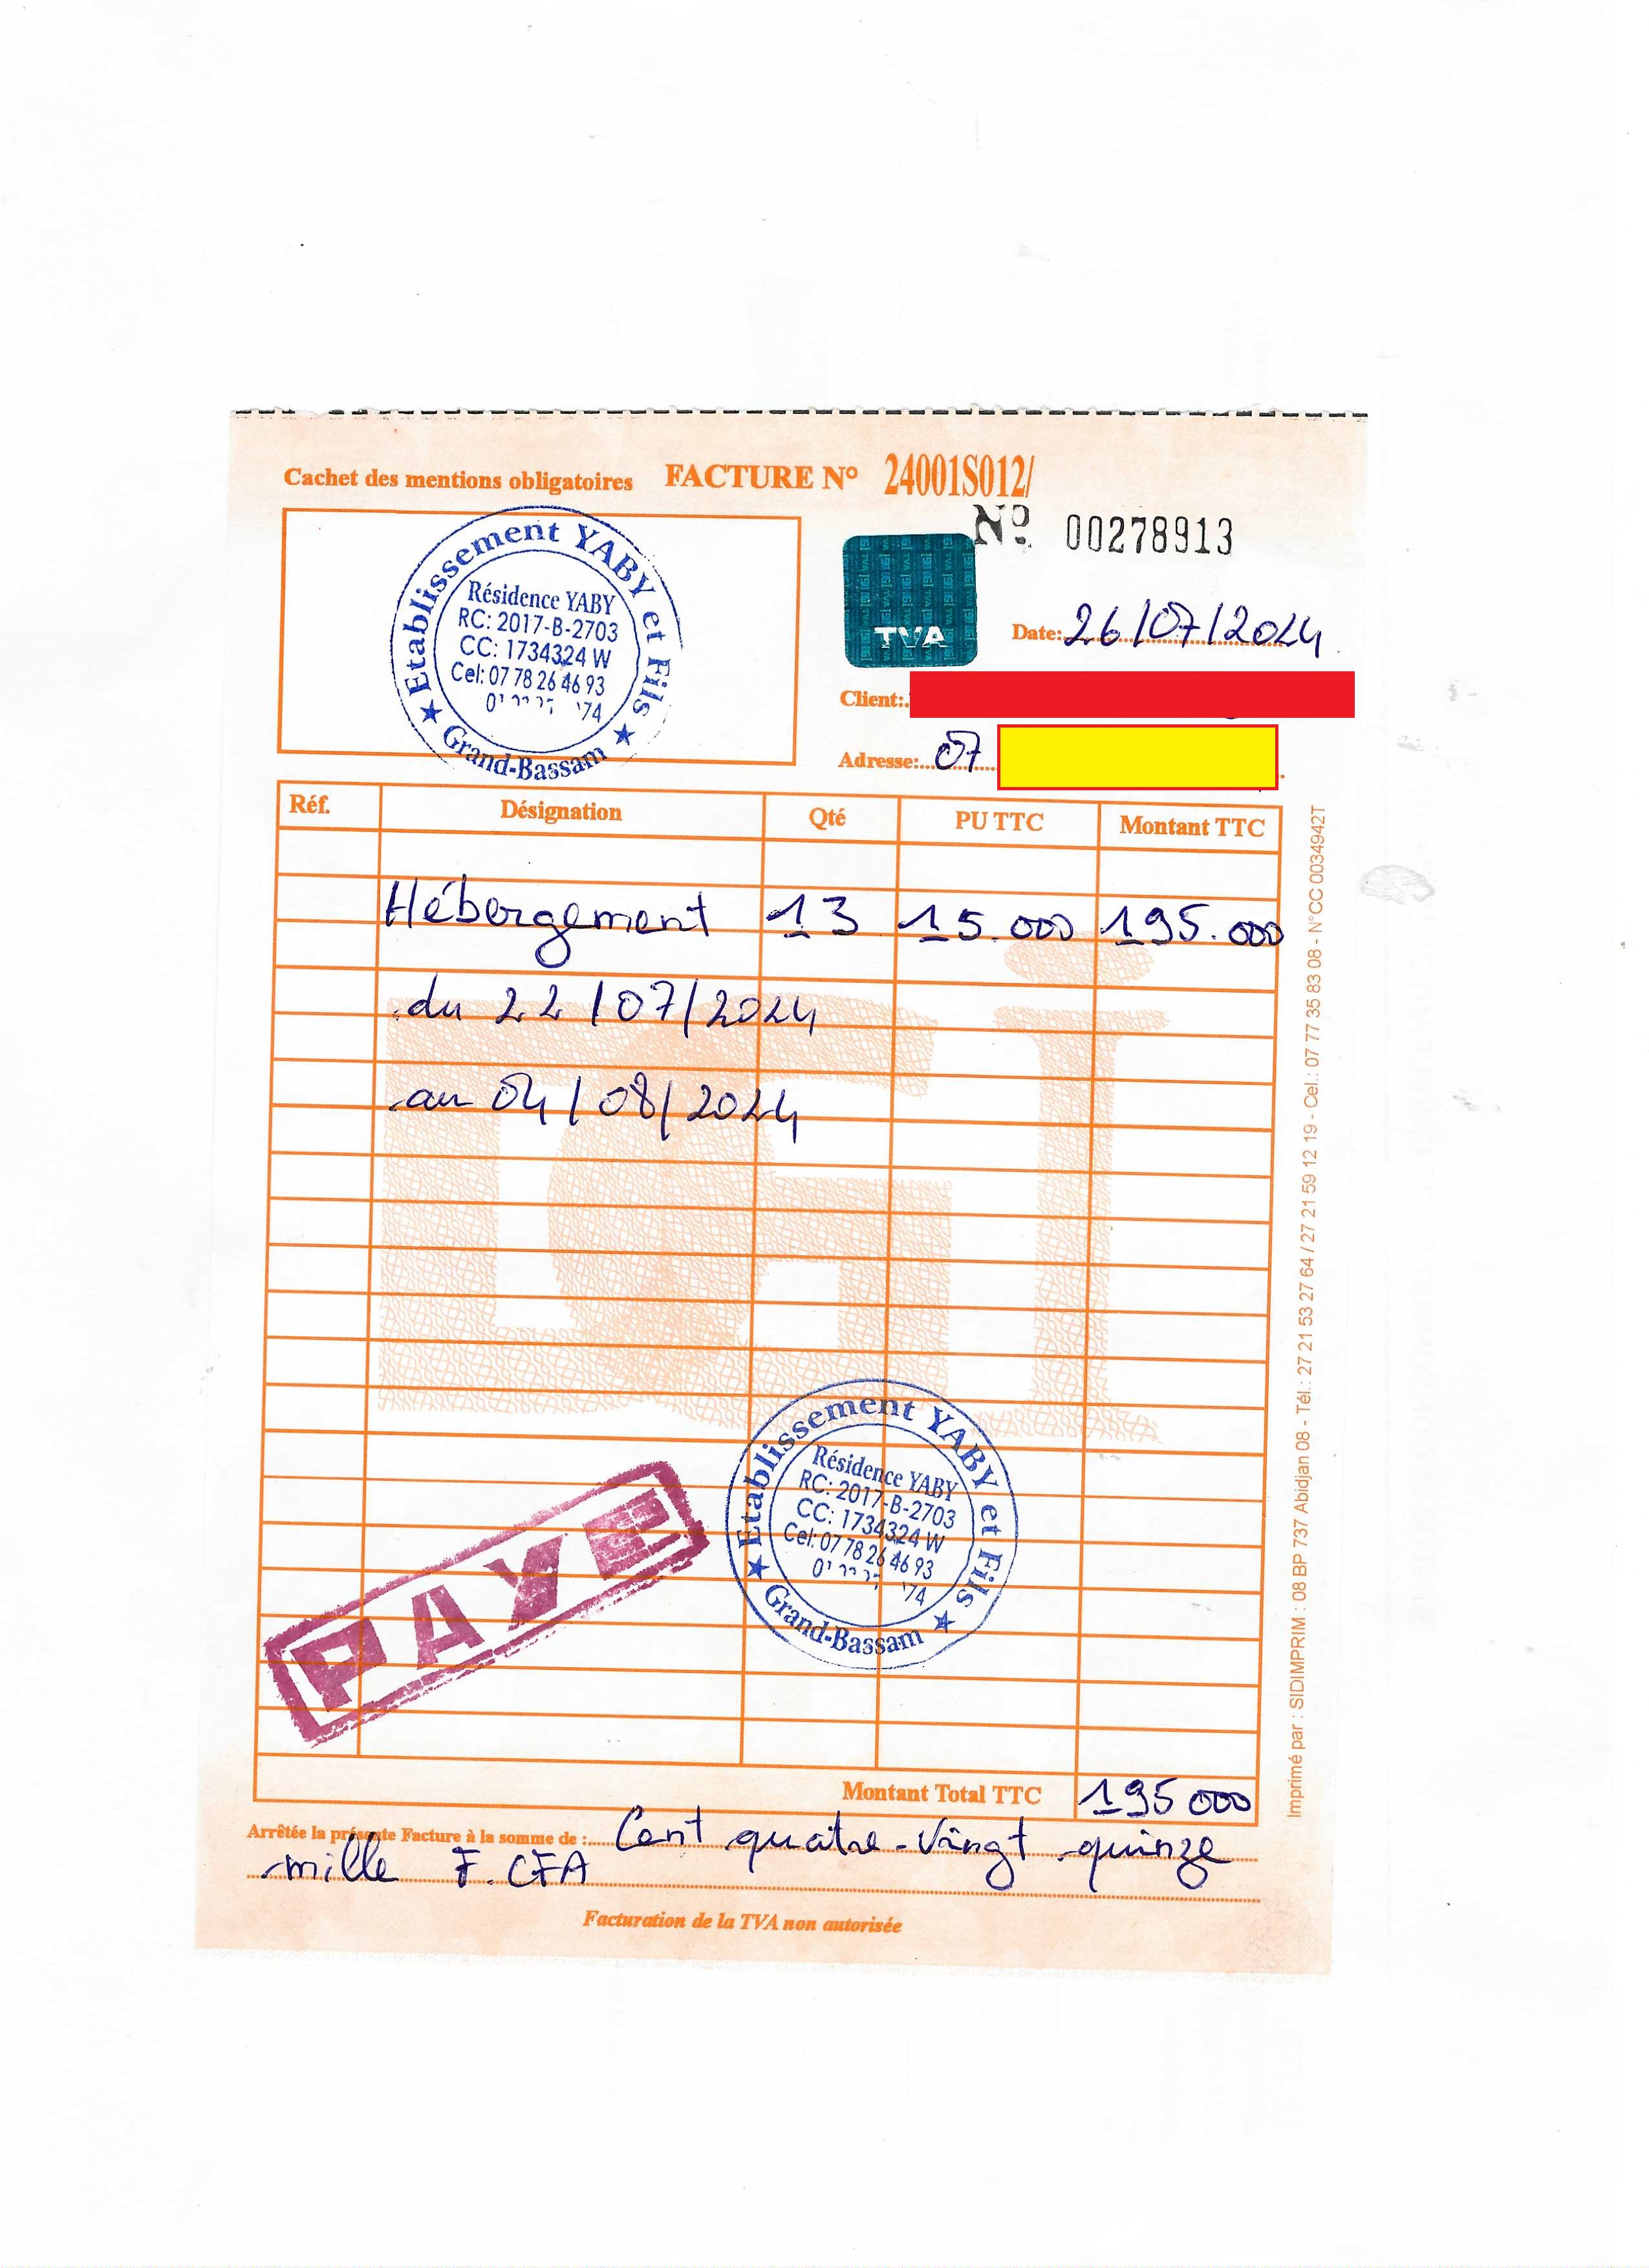 Cachet des mentions obligatoires FACTURE N° 24001S012/
N° 00278913
Etablissement YABY et Fils
Résidence YABY
RC: 2017-B-2703
CC: 1734324 W
Cel: 07 78 26 46 93
74
★ Grand-Bassam ★
TVA
Date: 26/07/2024
Client:
Adresse: 07
Réf. Désignation Qté PU TTC Montant TTC
Hébergement 13 15.000 195.000
du 22/07/2024
au 04/08/2024
DGI
Etablissement YABY et Fils
Résidence YABY
RC: 2017-B-2703
CC: 1734324 W
Cel: 07 78 26 46 93
74
★ Grand-Bassam ★
PAYE
Montant Total TTC 195 000
Arrêtée la présente Facture à la somme de : Cent quatre-vingt quinze
mille F. CFA
Facturation de la TVA non autorisée
Imprimé par : SIDIMPRIM : 08 BP 737 Abidjan 08 - Tél.: 27 21 53 27 64 / 27 21 59 12 19 - Cel.: 07 77 35 83 08 - N°CC 0034942T